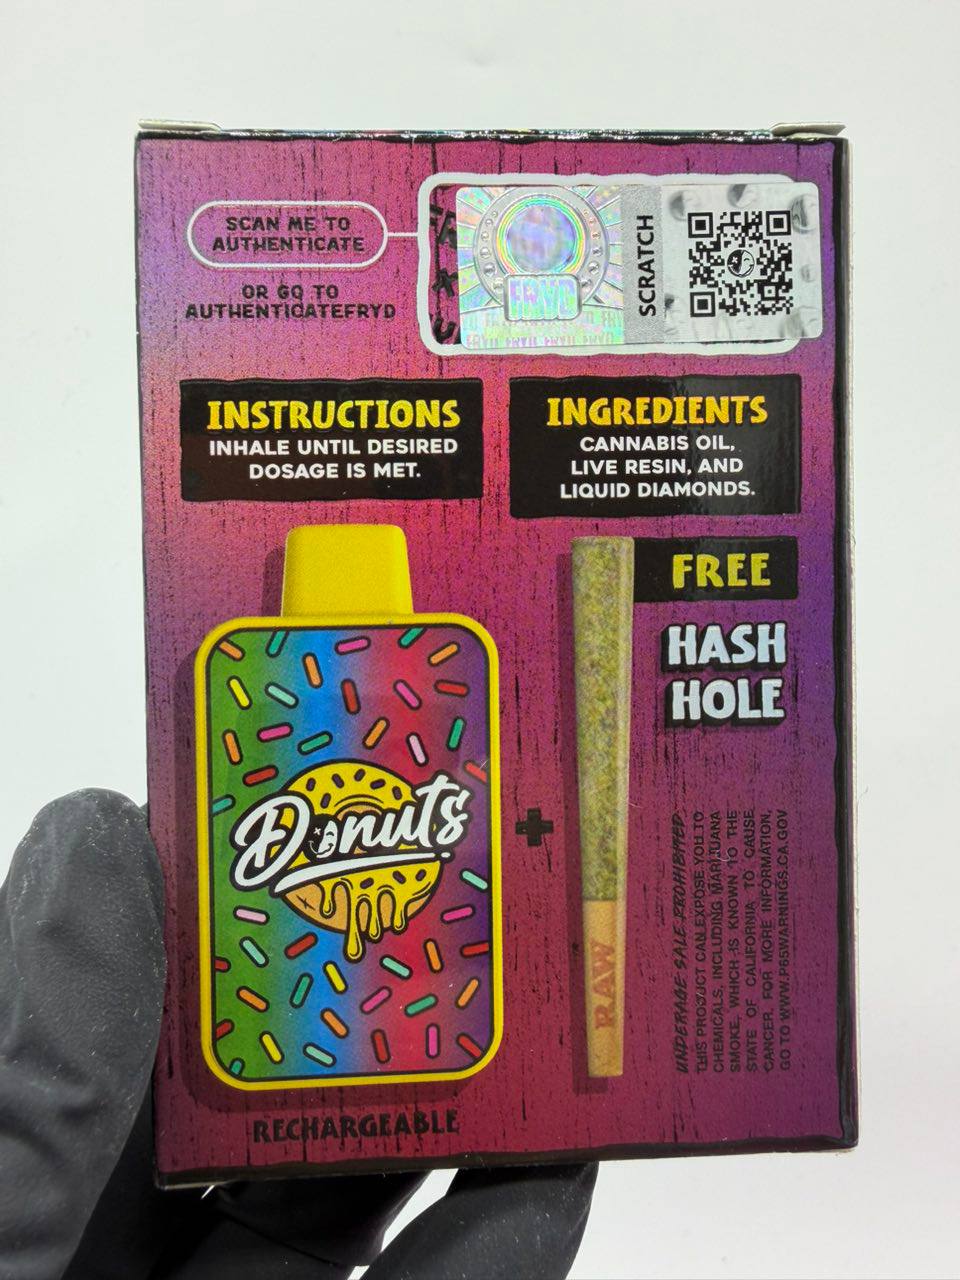 SCAN ME TO
AUTHENTICATE
OR GO TO
AUTHENTICATEFRYD
FRYD
SCRATCH
INSTRUCTIONS
INHALE UNTIL DESIRED
DOSAGE IS MET.
INGREDIENTS
CANNABIS OIL,
LIVE RESIN, AND
LIQUID DIAMONDS.
FREE
HASH
HOLE
Donuts
RAW
RECHARGEABLE
UNDERAGE SALE PROHIBITED.
THIS PRODUCT CAN EXPOSE YOU TO
CHEMICALS, INCLUDING MARIJUANA
SMOKE, WHICH IS KNOWN TO THE
STATE OF CALIFORNIA TO CAUSE
CANCER. FOR MORE INFORMATION,
GO TO WWW.P65WARNINGS.CA.GOV